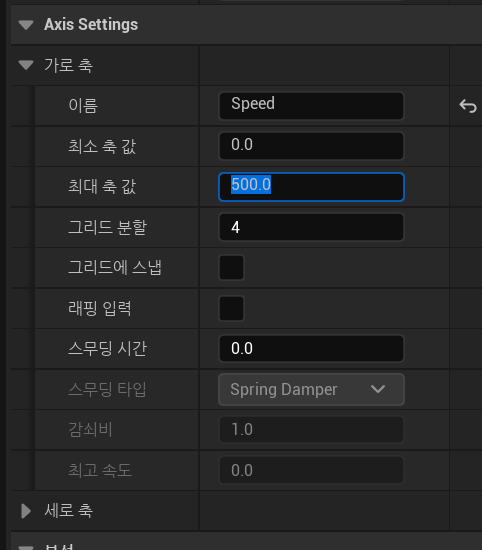 Axis Settings
가로 축
이름 Speed
최소 축 값 0.0
최대 축 값 500.0
그리드 분할 4
그리드에 스냅
래핑 입력
스무딩 시간 0.0
스무딩 타입 Spring Damper
감쇠비 1.0
최고 속도 0.0
세로 축